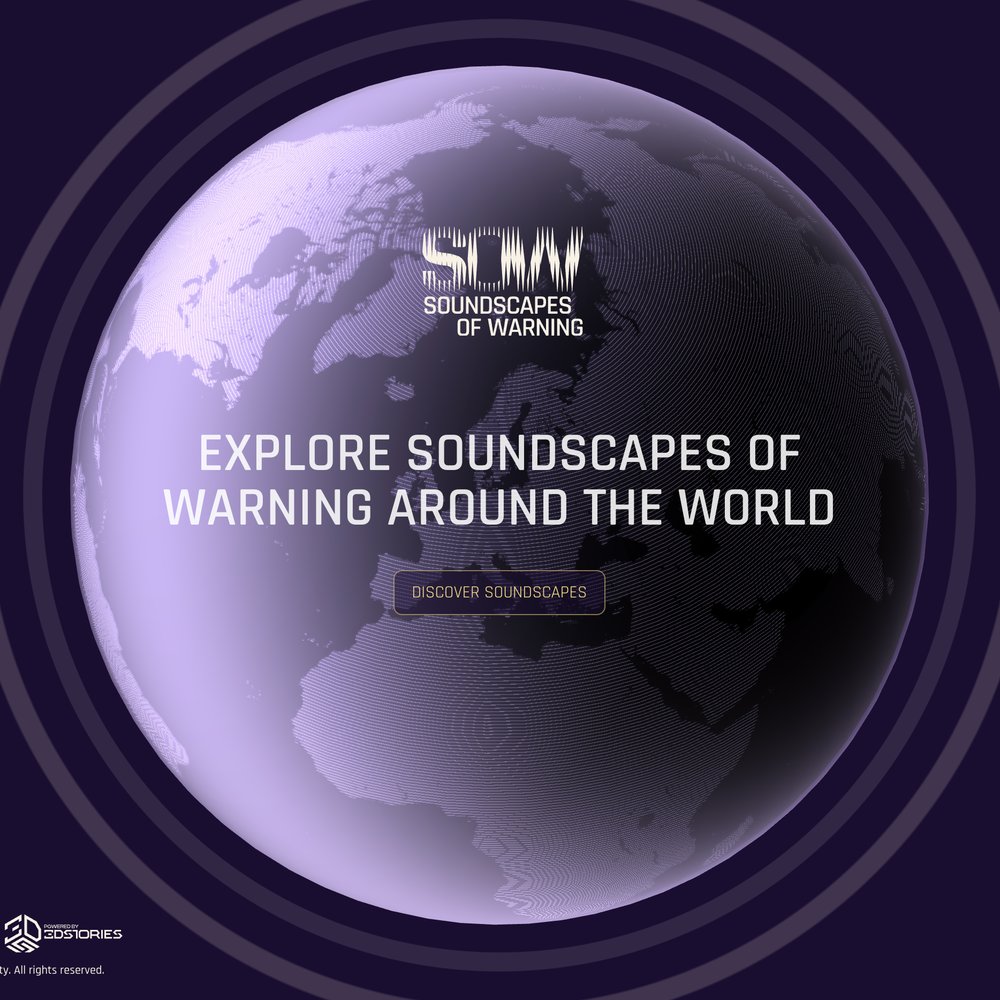 SOW
SOUNDSCAPES
OF WARNING
EXPLORE SOUNDSCAPES OF
WARNING AROUND THE WORLD
DISCOVER SOUNDSCAPES
POWERED BY
3DSTORIES
ty. All rights reserved.